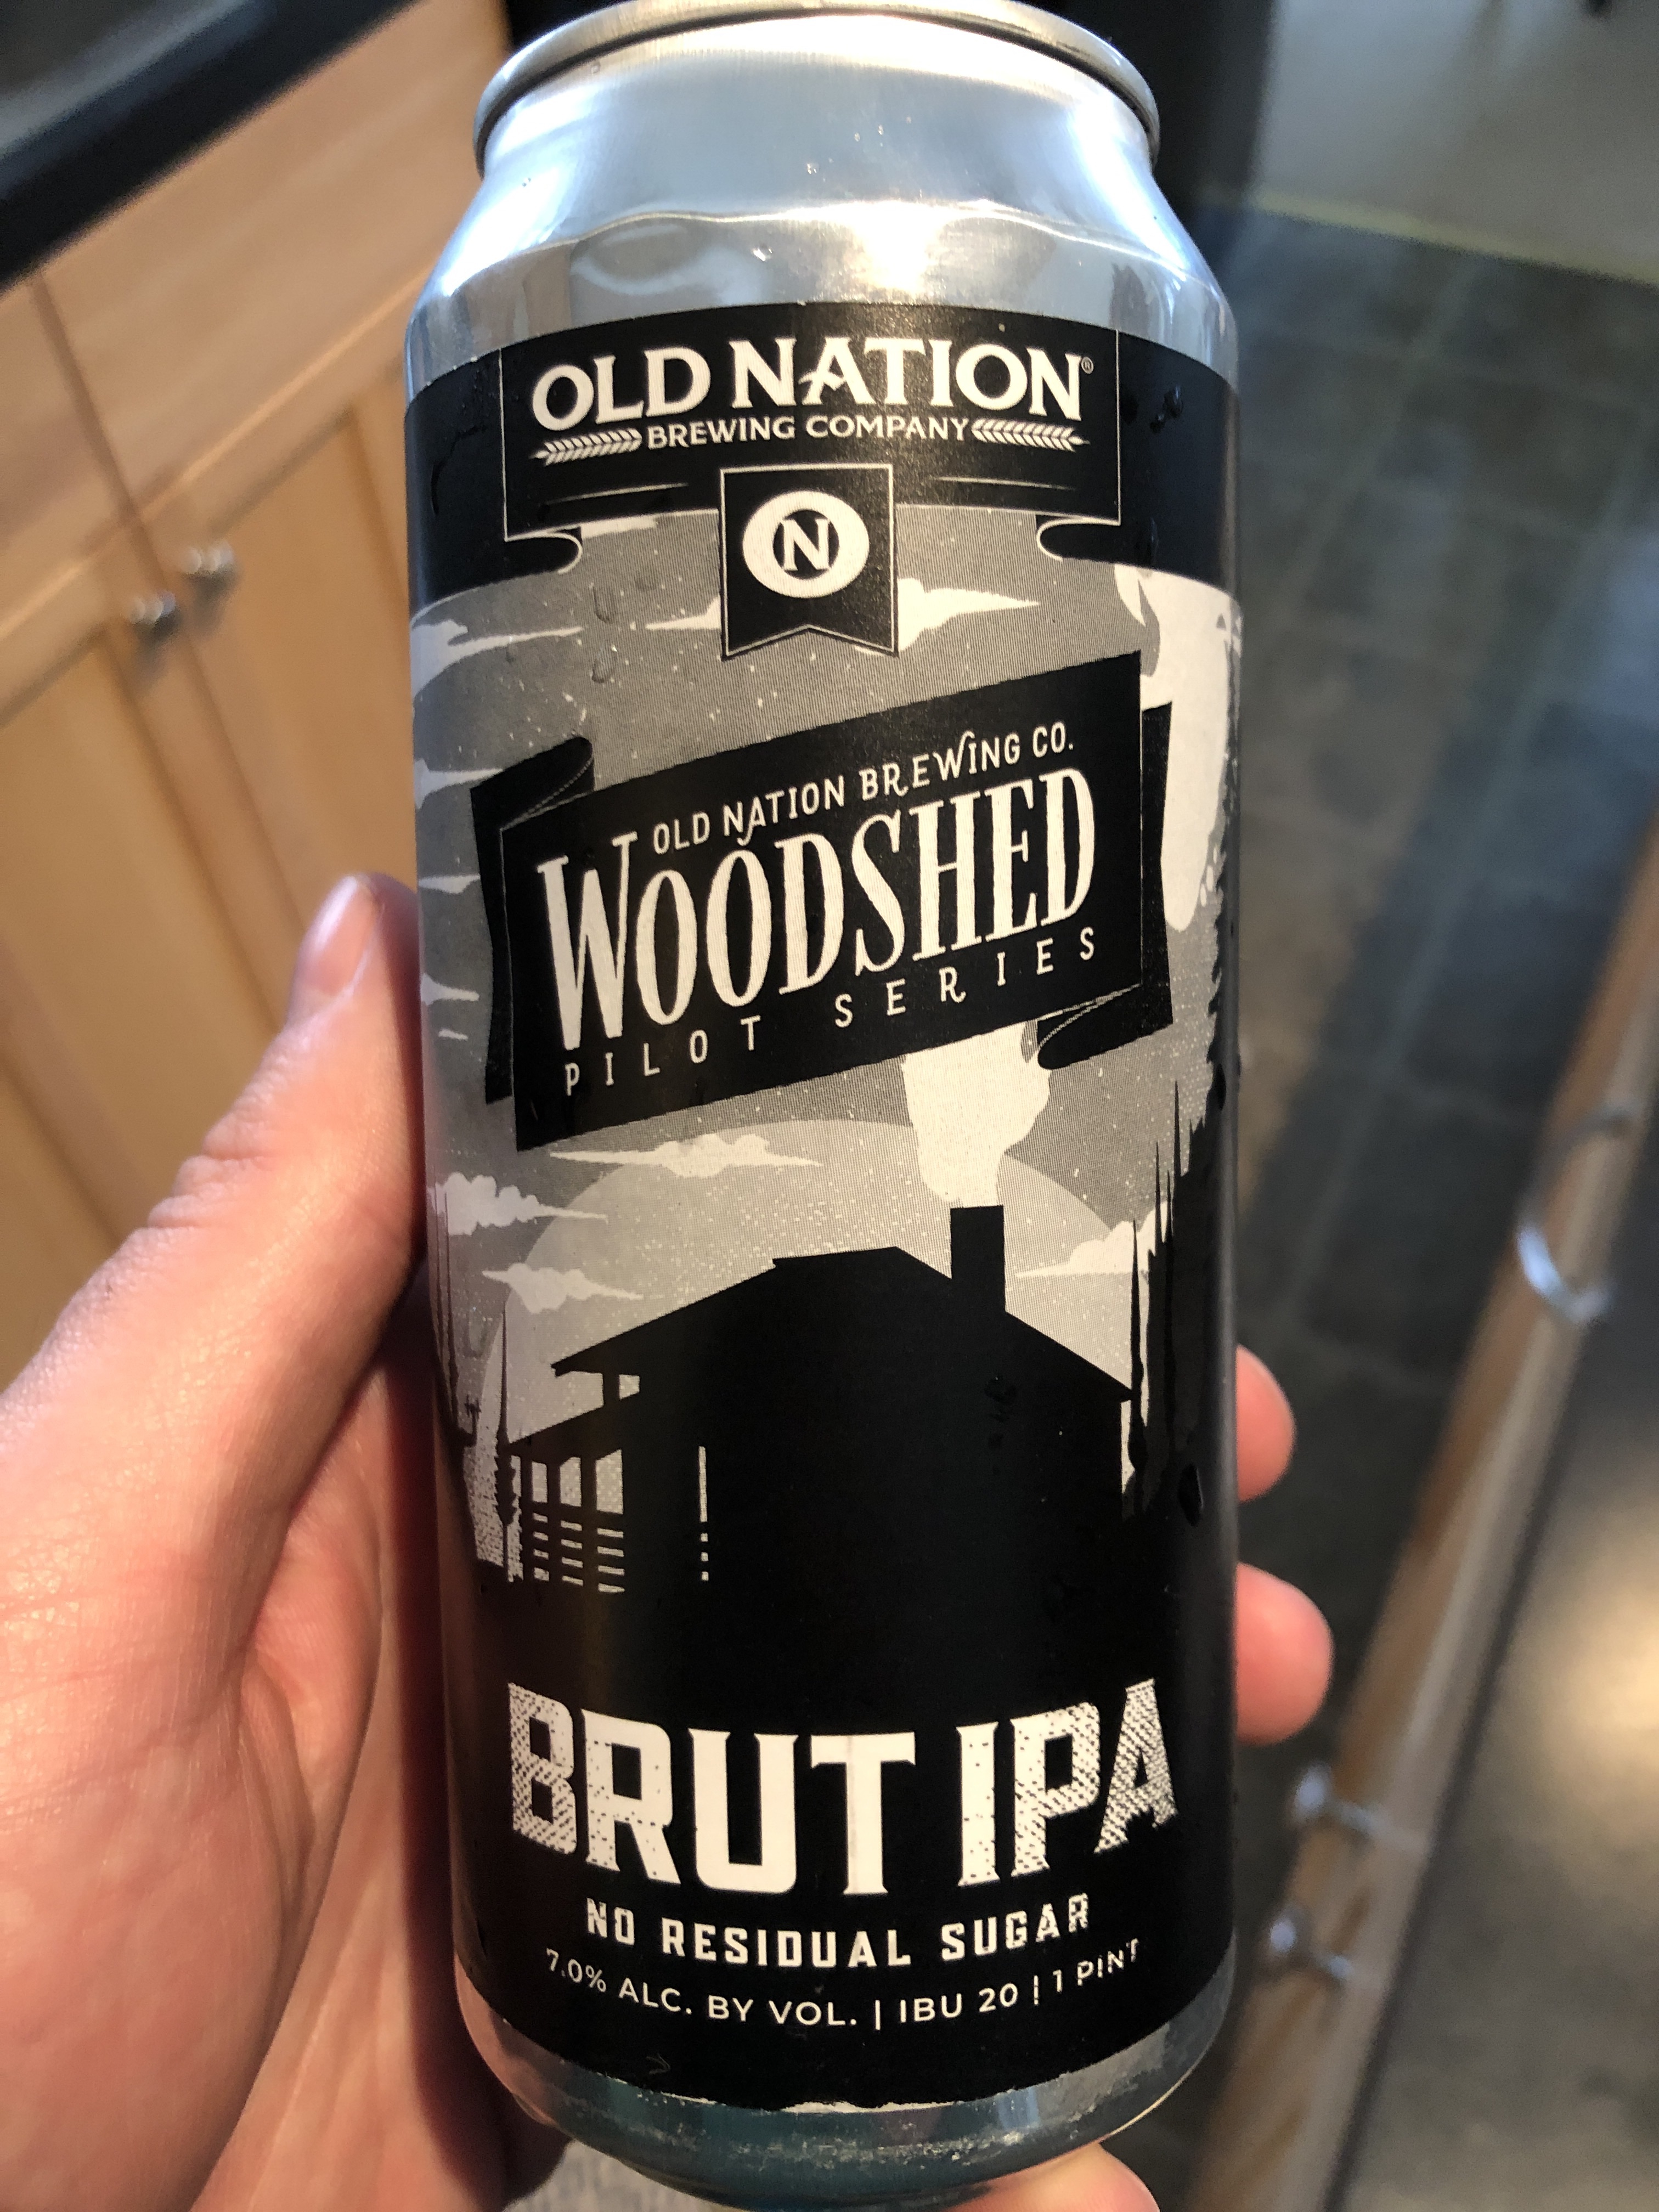 OLD NATION®
BREWING COMPANY
ON
OLD NATION BREWING CO.
WOODSHED
PILOT SERIES
BRUT IPA
NO RESIDUAL SUGAR
7.0% ALC. BY VOL. | IBU 20 | 1 PINT